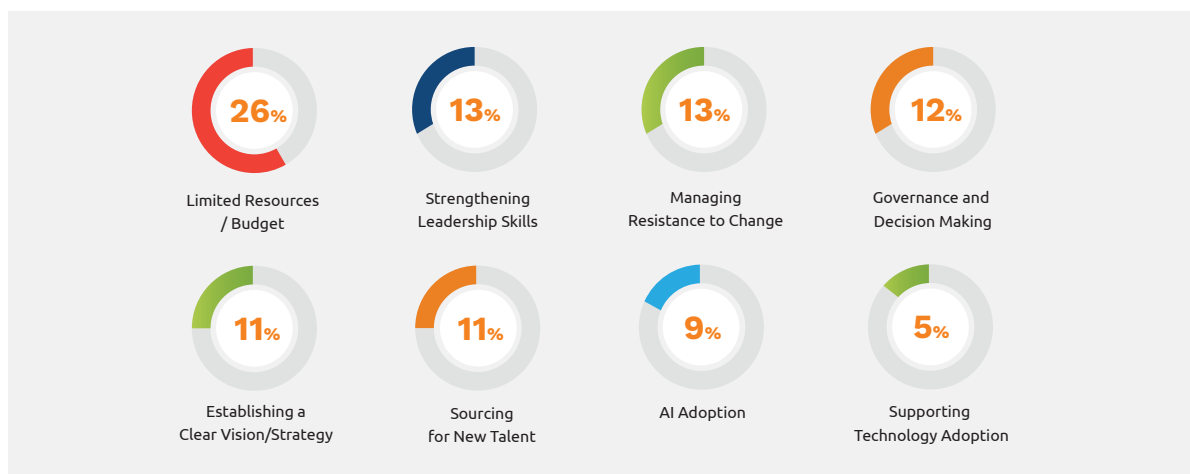 26%
Limited Resources
/ Budget
13%
Strengthening
Leadership Skills
13%
Managing
Resistance to Change
12%
Governance and
Decision Making
11%
Establishing a
Clear Vision/Strategy
11%
Sourcing
for New Talent
9%
AI Adoption
5%
Supporting
Technology Adoption